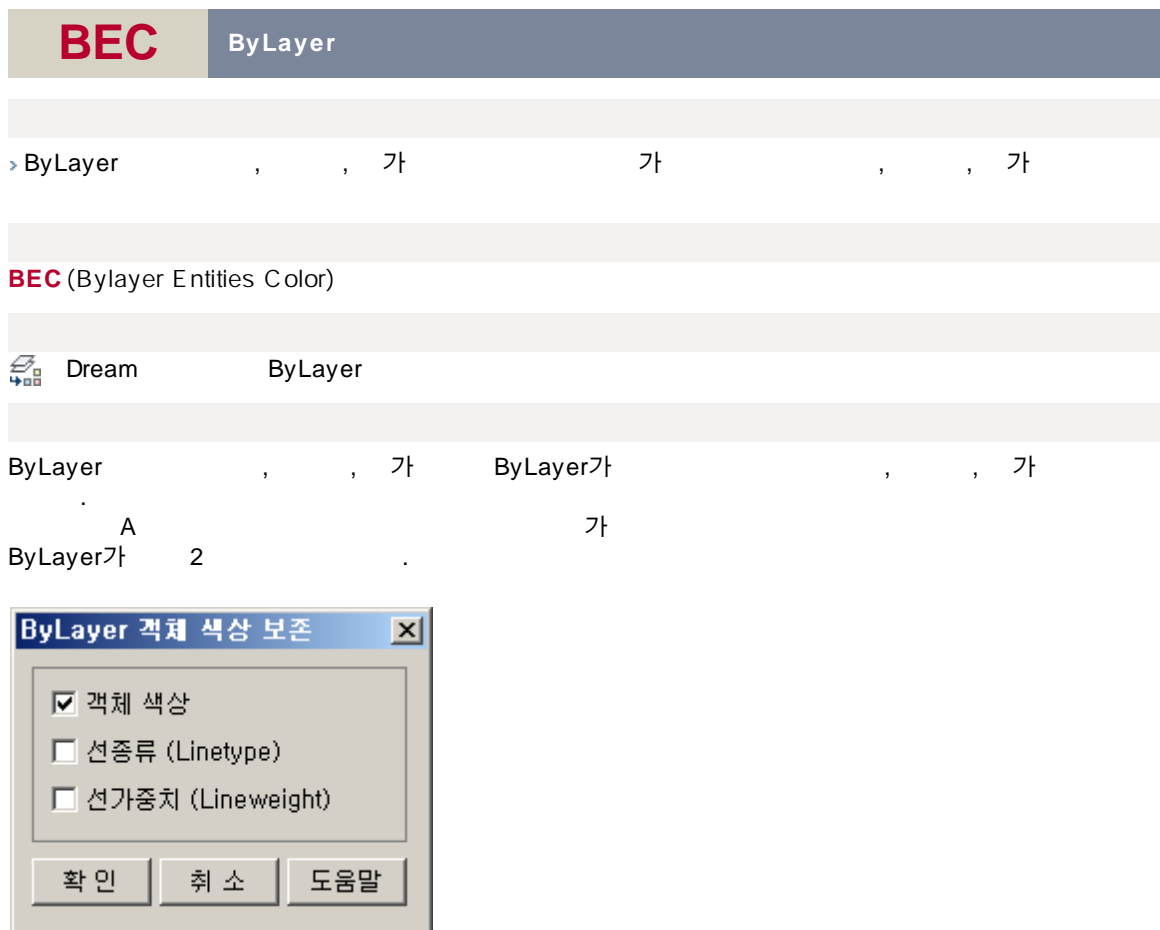 BEC ByLayer
ByLayer , , 가 가 , , 가
BEC (Bylayer Entities Color)
Dream ByLayer
ByLayer , , 가 ByLayer가 , , 가
.
A 가
ByLayer가 2 .
ByLayer 객체 색상 보존
객체 색상
선종류 (Linetype)
선가중치 (Lineweight)
확 인 취 소 도움말